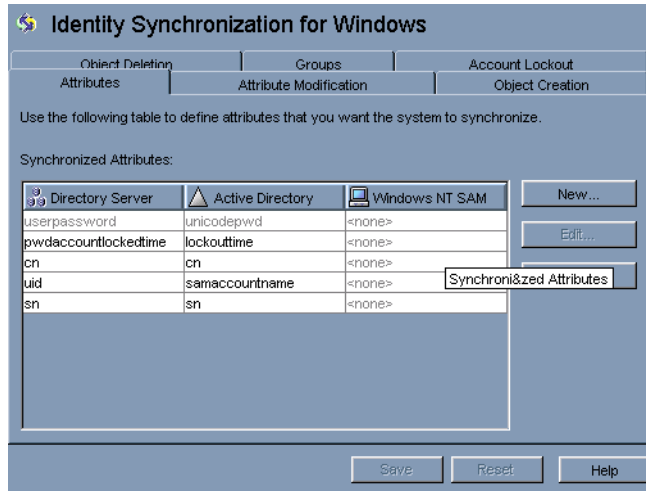 Identity Synchronization for Windows
Object Deletion Groups Account Lockout
Attributes Attribute Modification Object Creation
Use the following table to define attributes that you want the system to synchronize.
Synchronized Attributes:
Directory Server Active Directory Windows NT SAM New...
userpassword unicodepwd <none>
Edit...
pwdaccountlockedtime lockouttime <none>
cn cn <none>
Synchroni&zed Attributes
uid samaccountname <none>
sn sn <none>
Save Reset Help